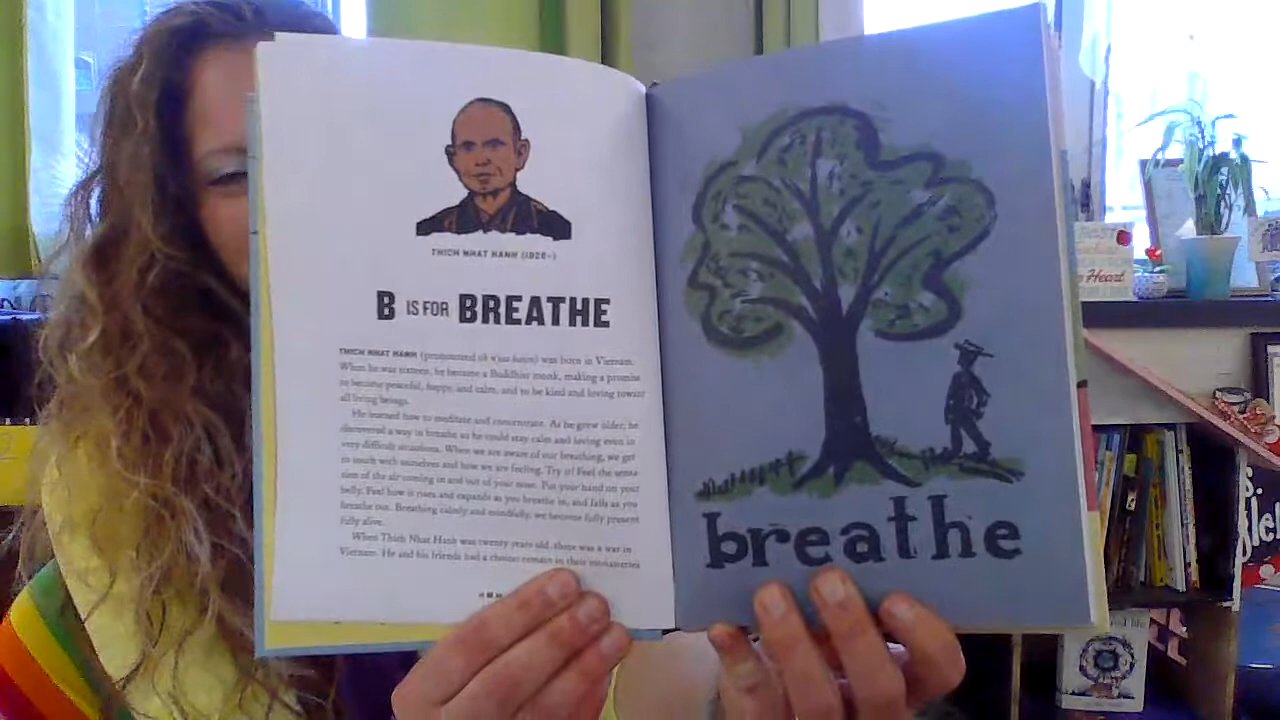 THICH NHAT HANH (1926–)
B IS FOR BREATHE
THICH NHAT HANH (pronounced tik n'yat hawn) was born in Vietnam.
When he was sixteen, he became a Buddhist monk, making a promise
to become peaceful, happy, and calm, and to be kind and loving toward
all living beings.
He learned how to meditate and concentrate. As he grew older, he
discovered a way to breathe so he could stay calm and loving even in
very difficult situations. When we are aware of our breathing, we get
in touch with ourselves and how we are feeling. Try it! Feel the sensa-
tion of the air coming in and out of your nose. Put your hand on your
belly. Feel how it rises and expands as you breathe in, and falls as you
breathe out. Breathing calmly and mindfully, we become fully present
fully alive.
When Thich Nhat Hanh was twenty years old, there was a war in
Vietnam. He and his friends had a choice: remain in their monasteries
breathe
Heart